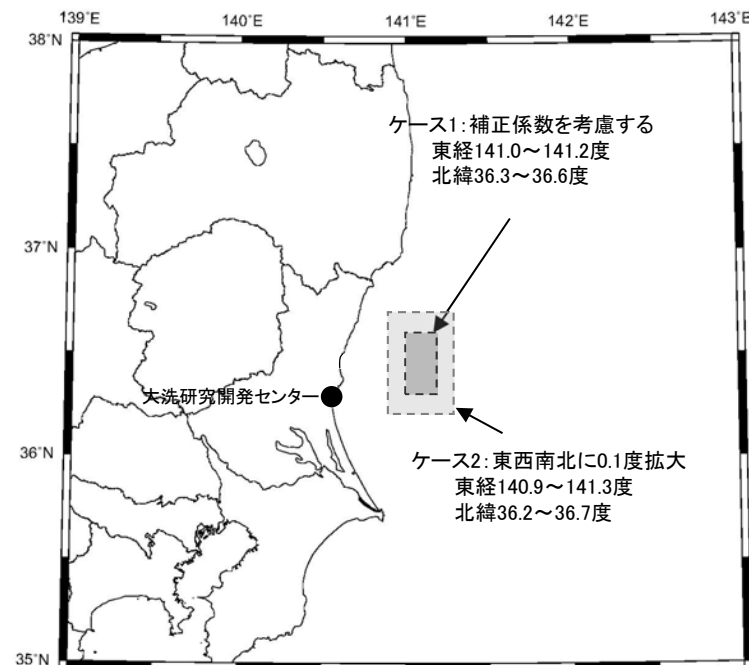 139°E
140°E
141°E
142°E
143°E
38°N
ケース1:補正係数を考慮する
東経141.0~141.2度
北緯36.3~36.6度
37°N
大洗研究開発センター
36°N
ケース2:東西南北に0.1度拡大
東経140.9~141.3度
北緯36.2~36.7度
35°N